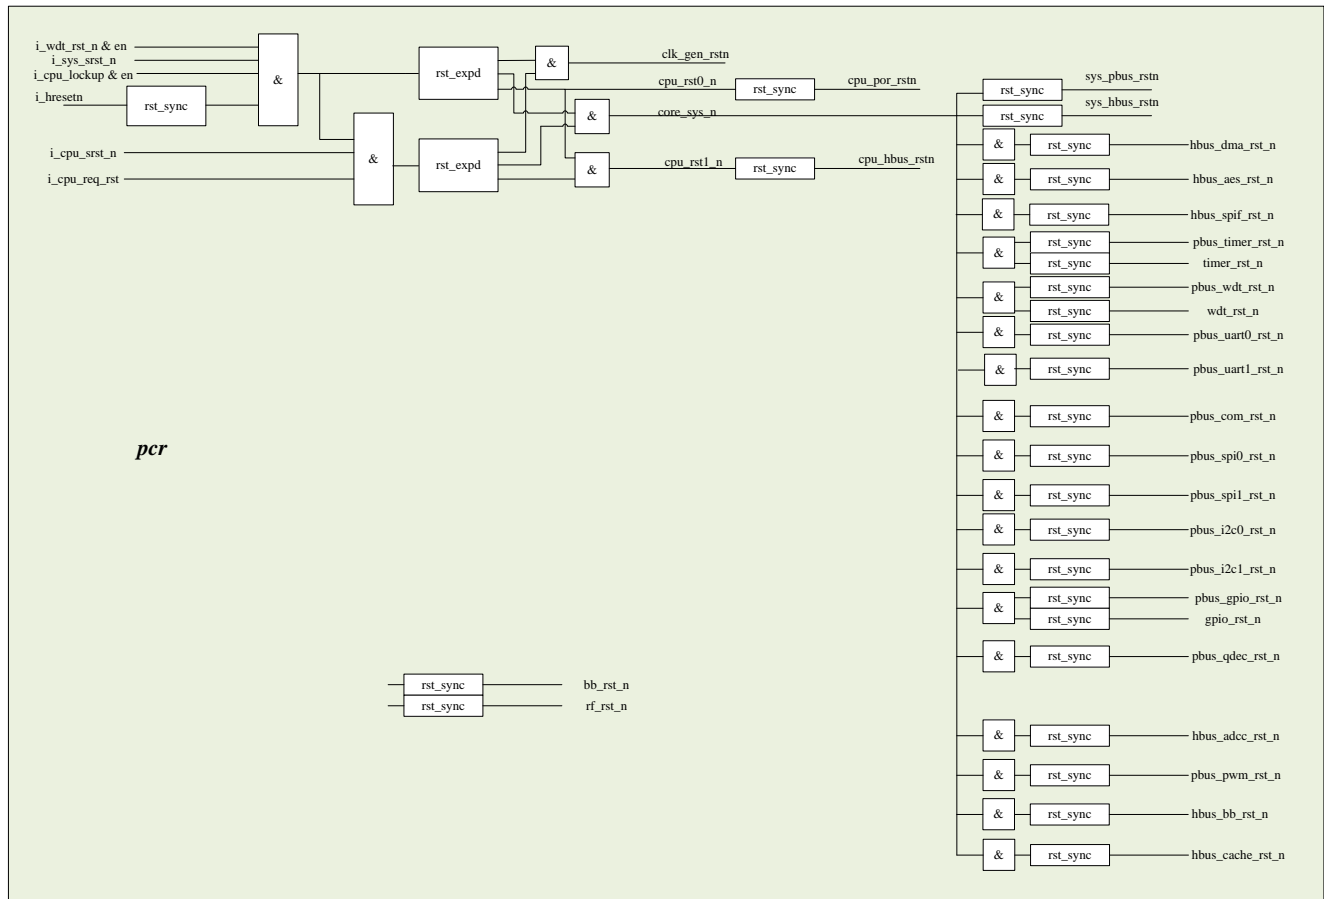 i_wdt_rst_n & en
i_sys_srst_n
i_cpu_lockup & en
i_hresetn
rst_sync
&
i_cpu_srst_n
i_cpu_req_rst
&
rst_expd
rst_expd
&
&
&
clk_gen_rstn
cpu_rst0_n
rst_sync
cpu_por_rstn
core_sys_n
cpu_rst1_n
rst_sync
cpu_hbus_rstn
rst_sync
sys_pbus_rstn
rst_sync
sys_hbus_rstn
& rst_sync hbus_dma_rst_n
& rst_sync hbus_aes_rst_n
& rst_sync hbus_spif_rst_n
& rst_sync pbus_timer_rst_n
rst_sync timer_rst_n
& rst_sync pbus_wdt_rst_n
rst_sync wdt_rst_n
& rst_sync pbus_uart0_rst_n
& rst_sync pbus_uart1_rst_n
& rst_sync pbus_com_rst_n
pcr
& rst_sync pbus_spi0_rst_n
& rst_sync pbus_spi1_rst_n
& rst_sync pbus_i2c0_rst_n
& rst_sync pbus_i2c1_rst_n
& rst_sync pbus_gpio_rst_n
rst_sync gpio_rst_n
& rst_sync pbus_qdec_rst_n
rst_sync bb_rst_n
rst_sync rf_rst_n
& rst_sync hbus_adcc_rst_n
& rst_sync pbus_pwm_rst_n
& rst_sync hbus_bb_rst_n
& rst_sync hbus_cache_rst_n